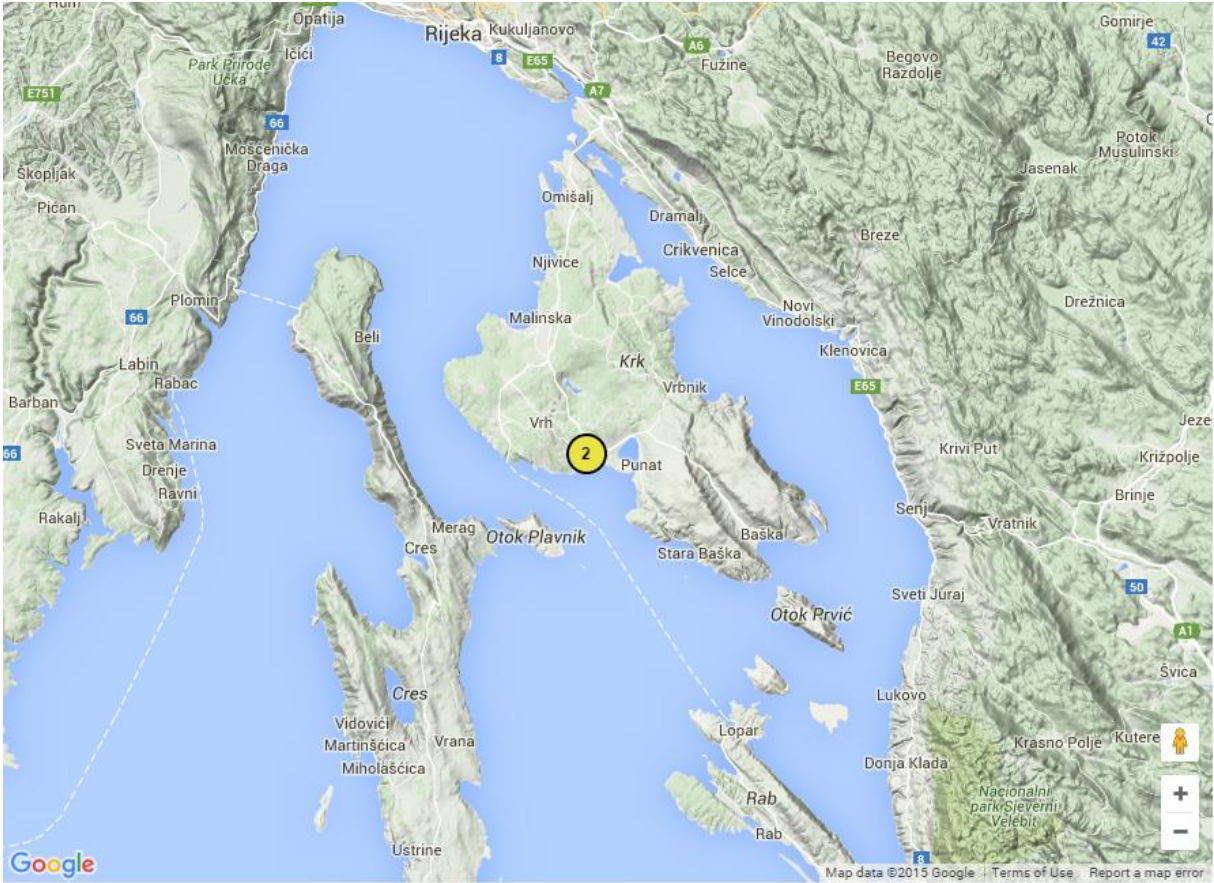 Hum
Opatija
Rijeka
Kukuljanovo
Gomirje
42
Ičići
8
E65
A6
Fužine
Begovo
Razdolje
Park Prirode
Učka
E751
A7
66
Mošćenička
Draga
Potok
Musulinski
Jasenak
Škopljak
Pićan
Omišalj
Dramalj
Breze
Crikvenica
Selce
Njivice
Plomin
66
Malinska
Novi
Vinodolski
Drežnica
Beli
Klenovica
Labin
Rabac
Krk
Vrbnik
E65
Barban
Jeze
Vrh
Sveta Marina
66
2
Punat
Krivi Put
Križpolje
Drenje
Ravni
Brinje
Rakalj
Merag
Otok Plavnik
Senj
Vratnik
Cres
Baška
Stara Baška
50
Sveti Juraj
Otok Prvić
A1
Švica
Cres
Lukovo
Vidovići
Martinšćica
Vrana
Miholašćica
Lopar
Krasno Polje
Kutere
Donja Klada
Rab
Nacionalni
park Sjeverni
Velebit
+
Rab
−
Ustrine
8
Google
Map data ©2015 Google
Terms of Use
Report a map error